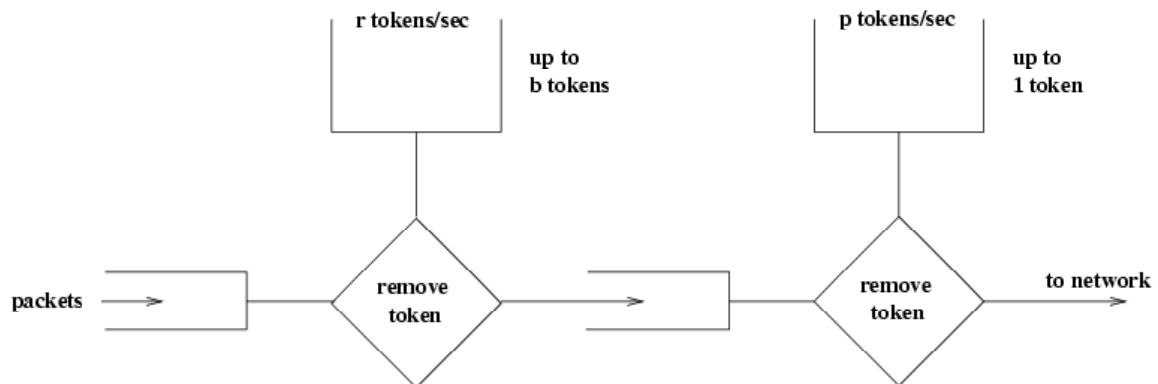 r tokens/sec
up to
b tokens
p tokens/sec
up to
1 token
packets
remove
token
remove
token
to network